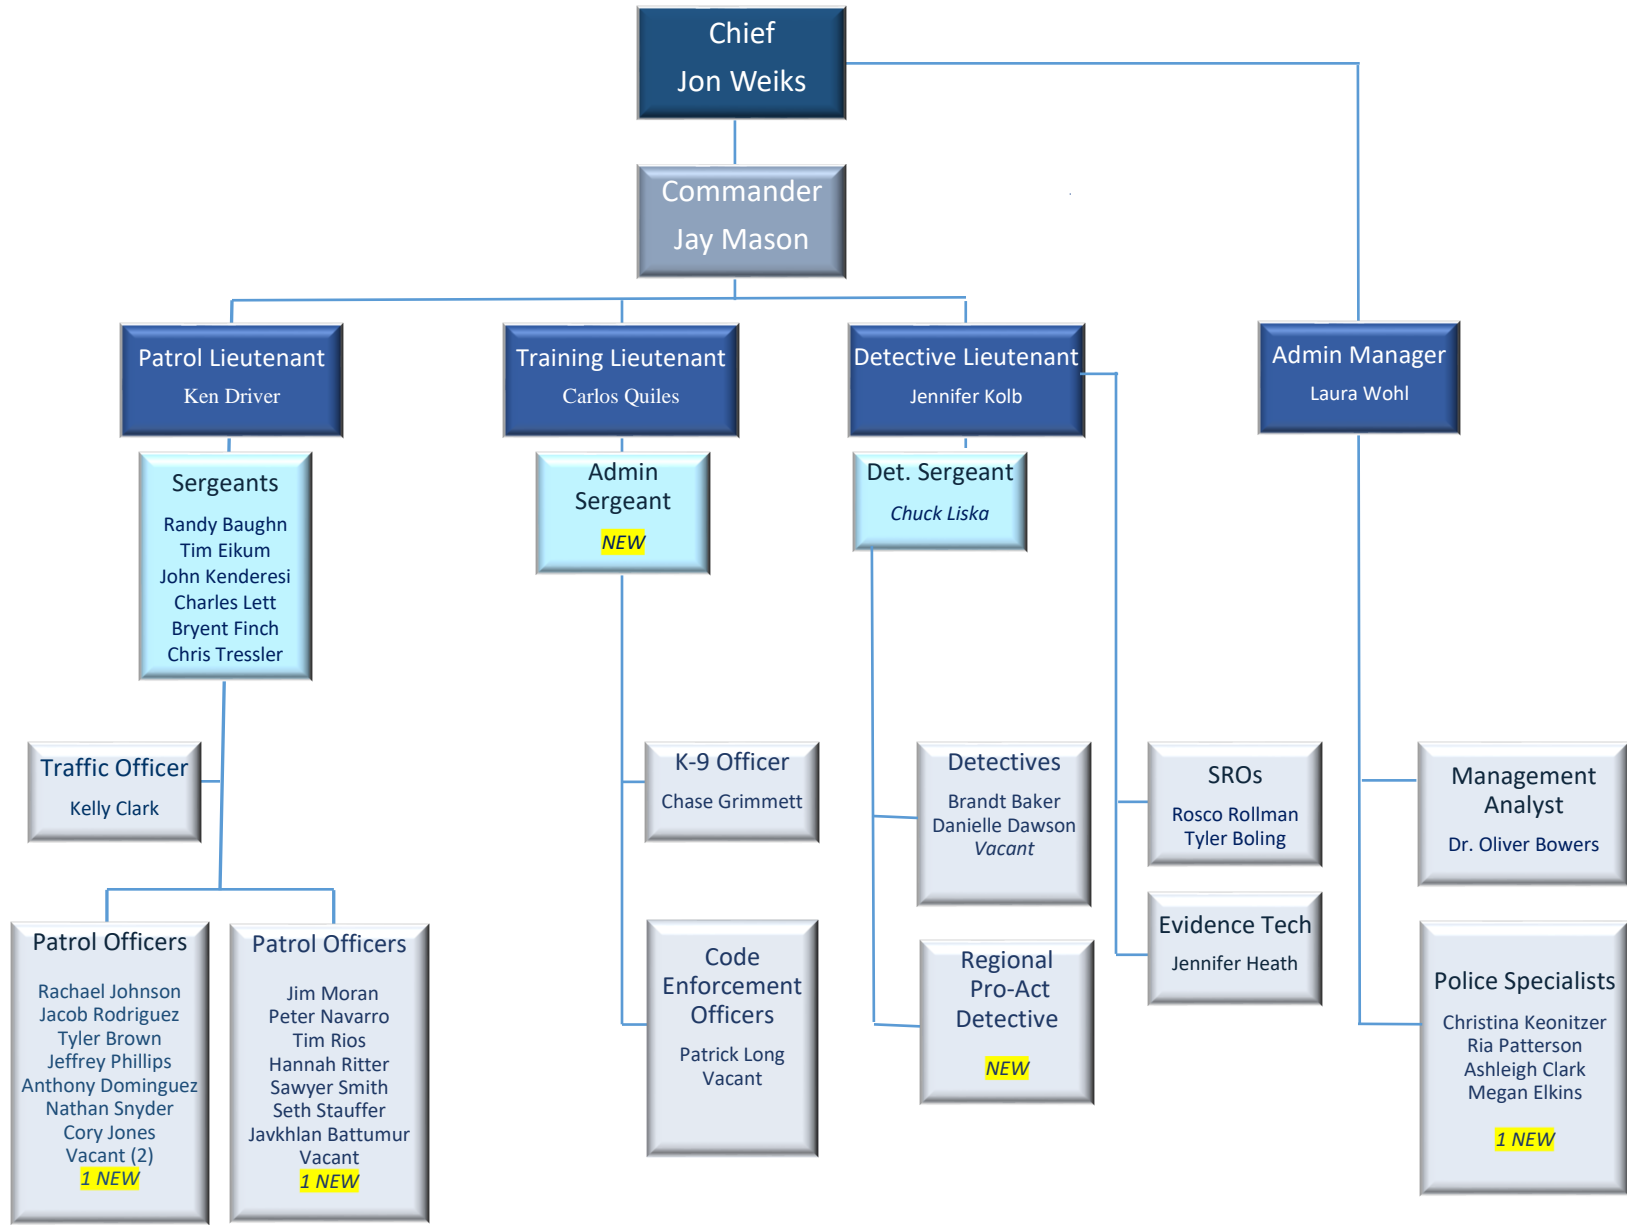 Chief
Jon Weiks
Commander
Jay Mason
Patrol Lieutenant
Ken Driver
Training Lieutenant
Carlos Quiles
Detective Lieutenant
Jennifer Kolb
Admin Manager
Laura Wohl
Sergeants
Randy Baughn
Tim Eikum
John Kenderesi
Charles Lett
Bryent Finch
Chris Tressler
Admin
Sergeant
NEW
Det. Sergeant
Chuck Liska
Traffic Officer
Kelly Clark
K-9 Officer
Chase Grimmett
Detectives
Brandt Baker
Danielle Dawson
Vacant
SROs
Rosco Rollman
Tyler Boling
Management
Analyst
Dr. Oliver Bowers
Patrol Officers
Rachael Johnson
Jacob Rodriguez
Tyler Brown
Jeffrey Phillips
Anthony Dominguez
Nathan Snyder
Cory Jones
Vacant (2)
1 NEW
Patrol Officers
Jim Moran
Peter Navarro
Tim Rios
Hannah Ritter
Sawyer Smith
Seth Stauffer
Javkhlan Battumur
Vacant
1 NEW
Code
Enforcement
Officers
Patrick Long
Vacant
Regional
Pro-Act
Detective
NEW
Evidence Tech
Jennifer Heath
Police Specialists
Christina Keonitzer
Ria Patterson
Ashleigh Clark
Megan Elkins
1 NEW